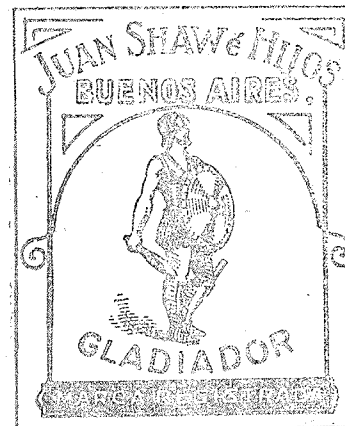 JUAN SHAW é HIJOS
BUENOS AIRES.
GLADIADOR
MARCA REGISTRADA